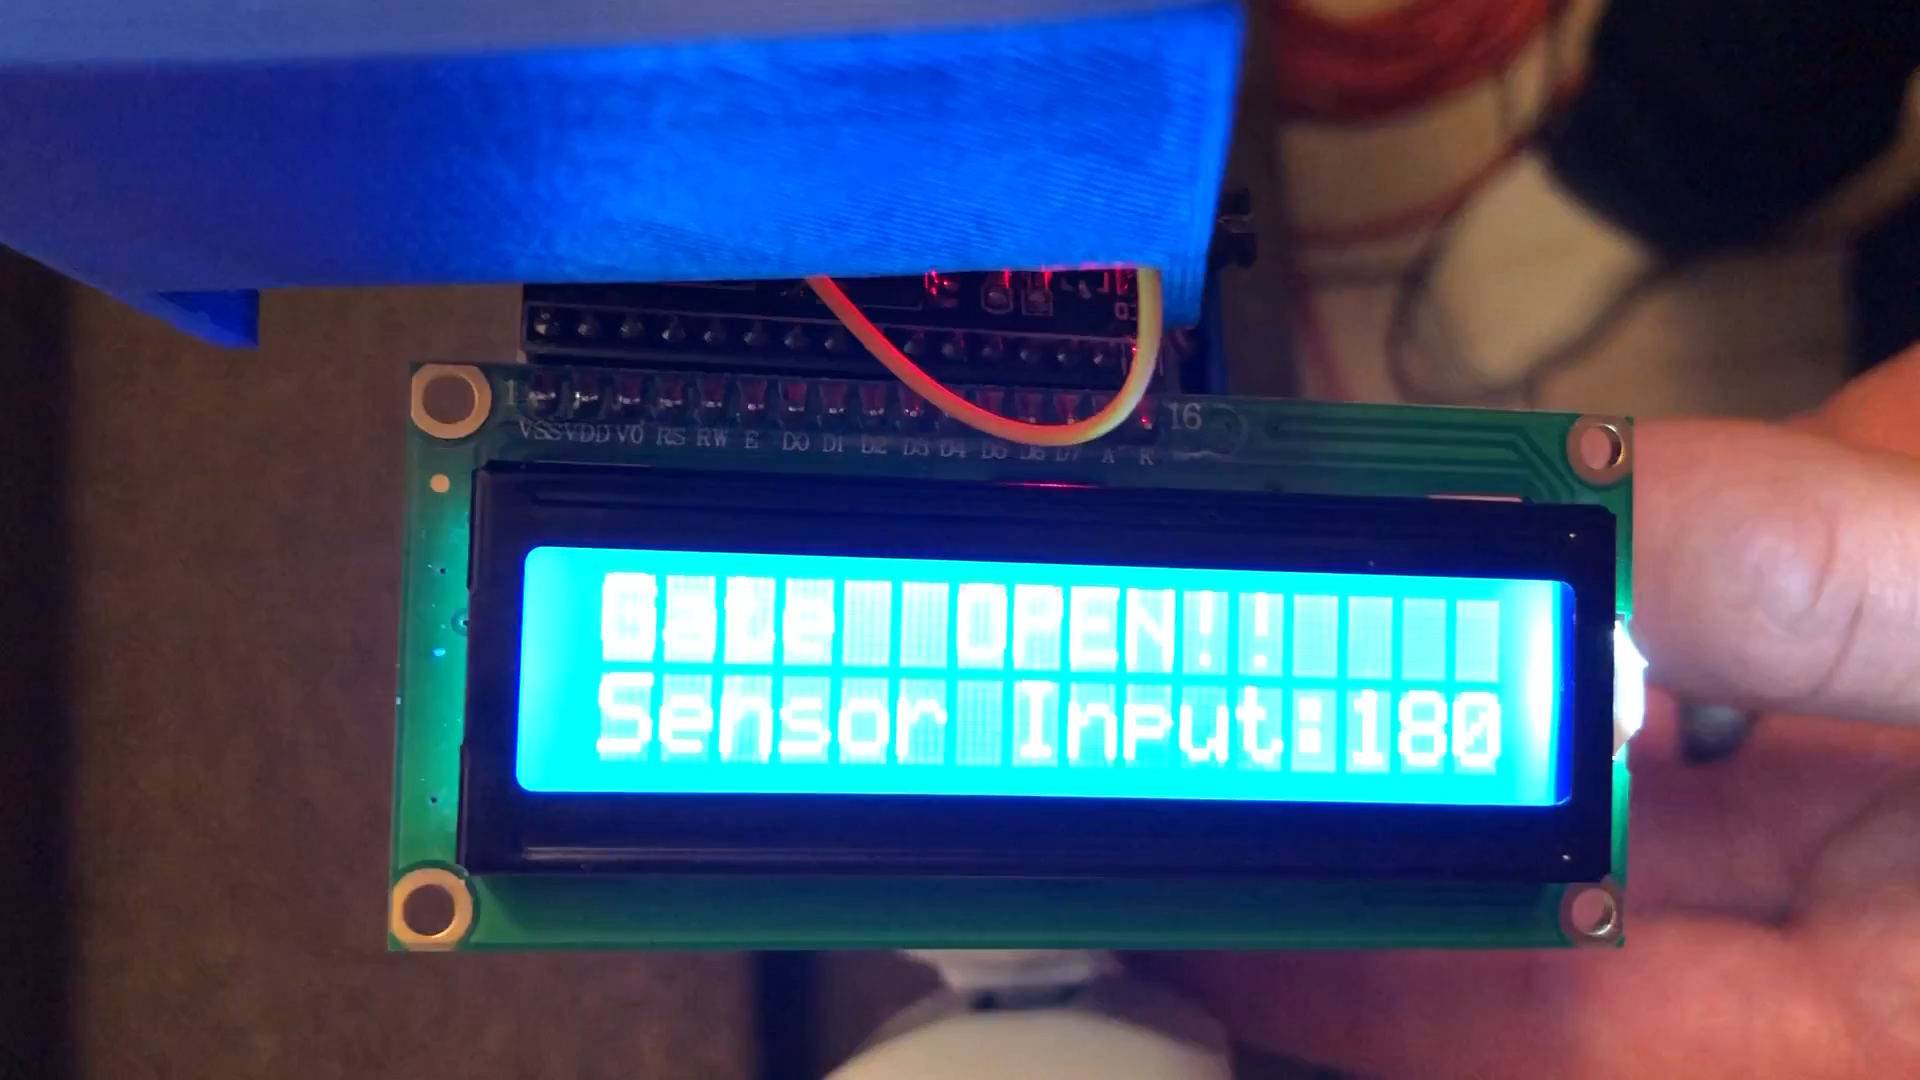 1 16
VSS VDD V0 RS RW E D0 D1 D2 D3 D4 D5 D6 D7 A K
Gate  OPEN!!
Sensor Input:180